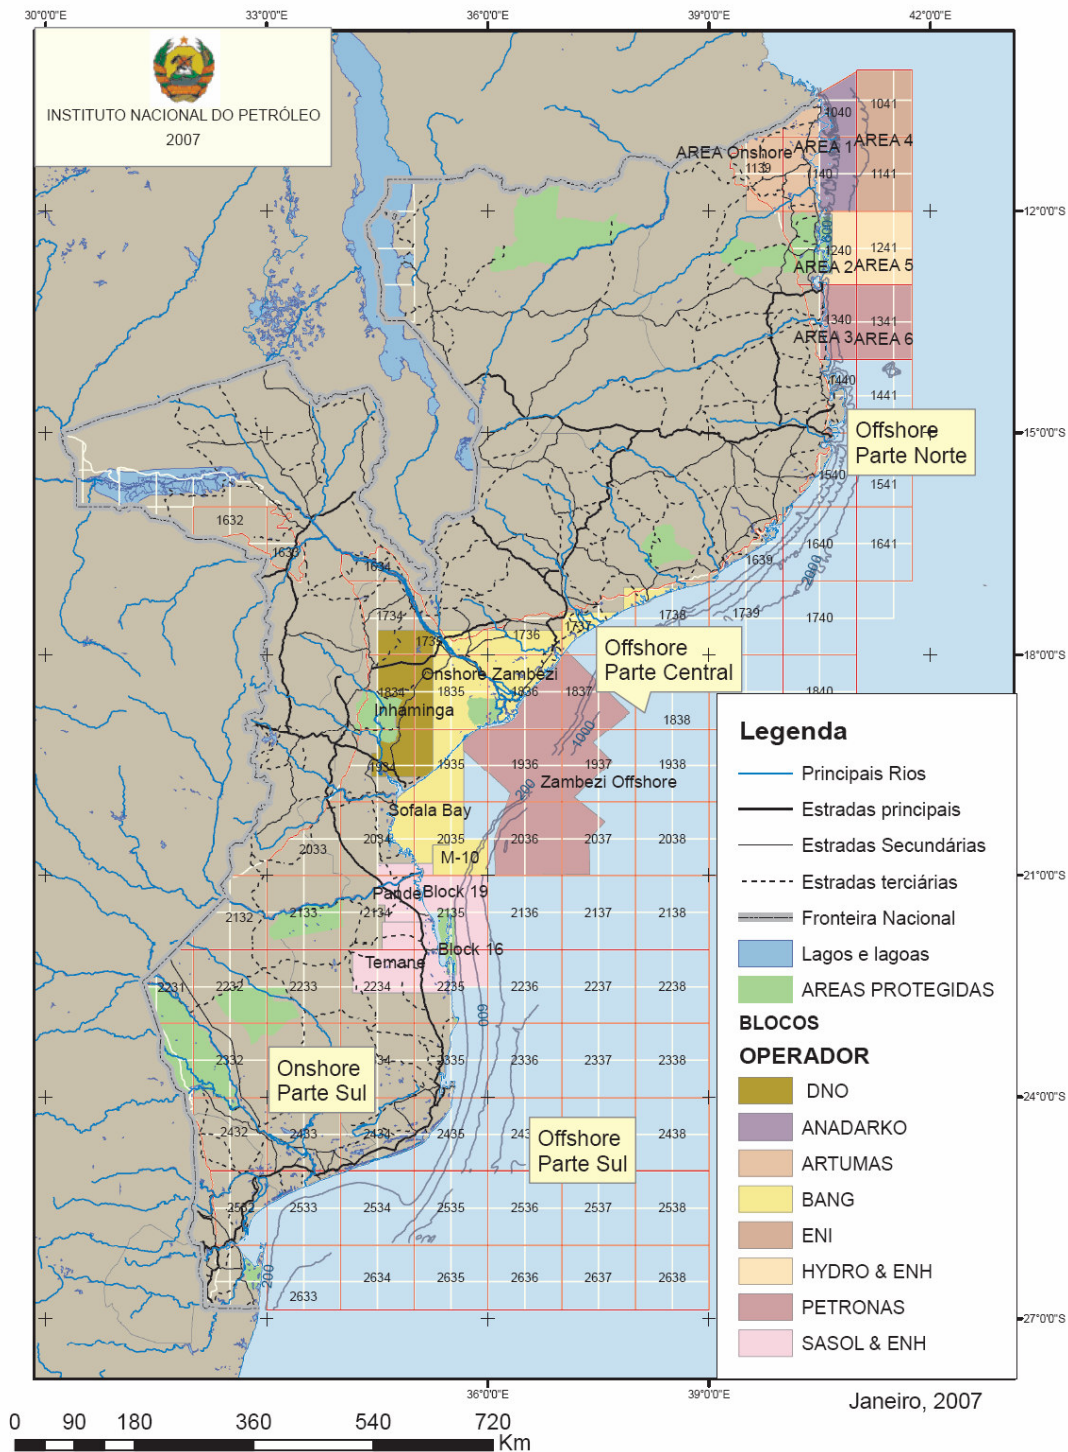 30°0'0"E
33°0'0"E
36°0'0"E
39°0'0"E
42°0'0"E
INSTITUTO NACIONAL DO PETRÓLEO
2007
1040
1041
AREA Onshore
AREA 1
AREA 4
1139
1140
1141
12°0'0"S
1240
1241
AREA 2
AREA 5
1340
1341
AREA 3
AREA 6
1440
1441
Offshore
Parte Norte
15°0'0"S
1540
1541
1632
1633
1634
1639
1640
1641
2000
1734
1735
1736
1737
1738
1739
1740
Offshore
Parte Central
18°0'0"S
Onshore Zambezi
1834
1835
1836
1837
1838
1840
Inhaminga
1000
1934
1935
1936
1937
1938
Zambezi Offshore
200
Sofala Bay
2033
2034
2035
2036
2037
2038
M-10
21°0'0"S
Pande
Block 19
2132
2133
2134
2135
2136
2137
2138
Block 16
Temane
2231
2232
2233
2234
2235
2236
2237
2238
600
2332
2335
2336
2337
2338
Onshore
Parte Sul
24°0'0"S
2432
2433
2434
2435
2438
Offshore
Parte Sul
2532
2533
2534
2535
2536
2537
2538
200
2633
2634
2635
2636
2637
2638
27°0'0"S
Legenda
Principais Rios
Estradas principais
Estradas Secundárias
Estradas terciárias
Fronteira Nacional
Lagos e lagoas
AREAS PROTEGIDAS
BLOCOS
OPERADOR
DNO
ANADARKO
ARTUMAS
BANG
ENI
HYDRO & ENH
PETRONAS
SASOL & ENH
36°0'0"E
39°0'0"E
Janeiro, 2007
0 90 180 360 540 720
Km